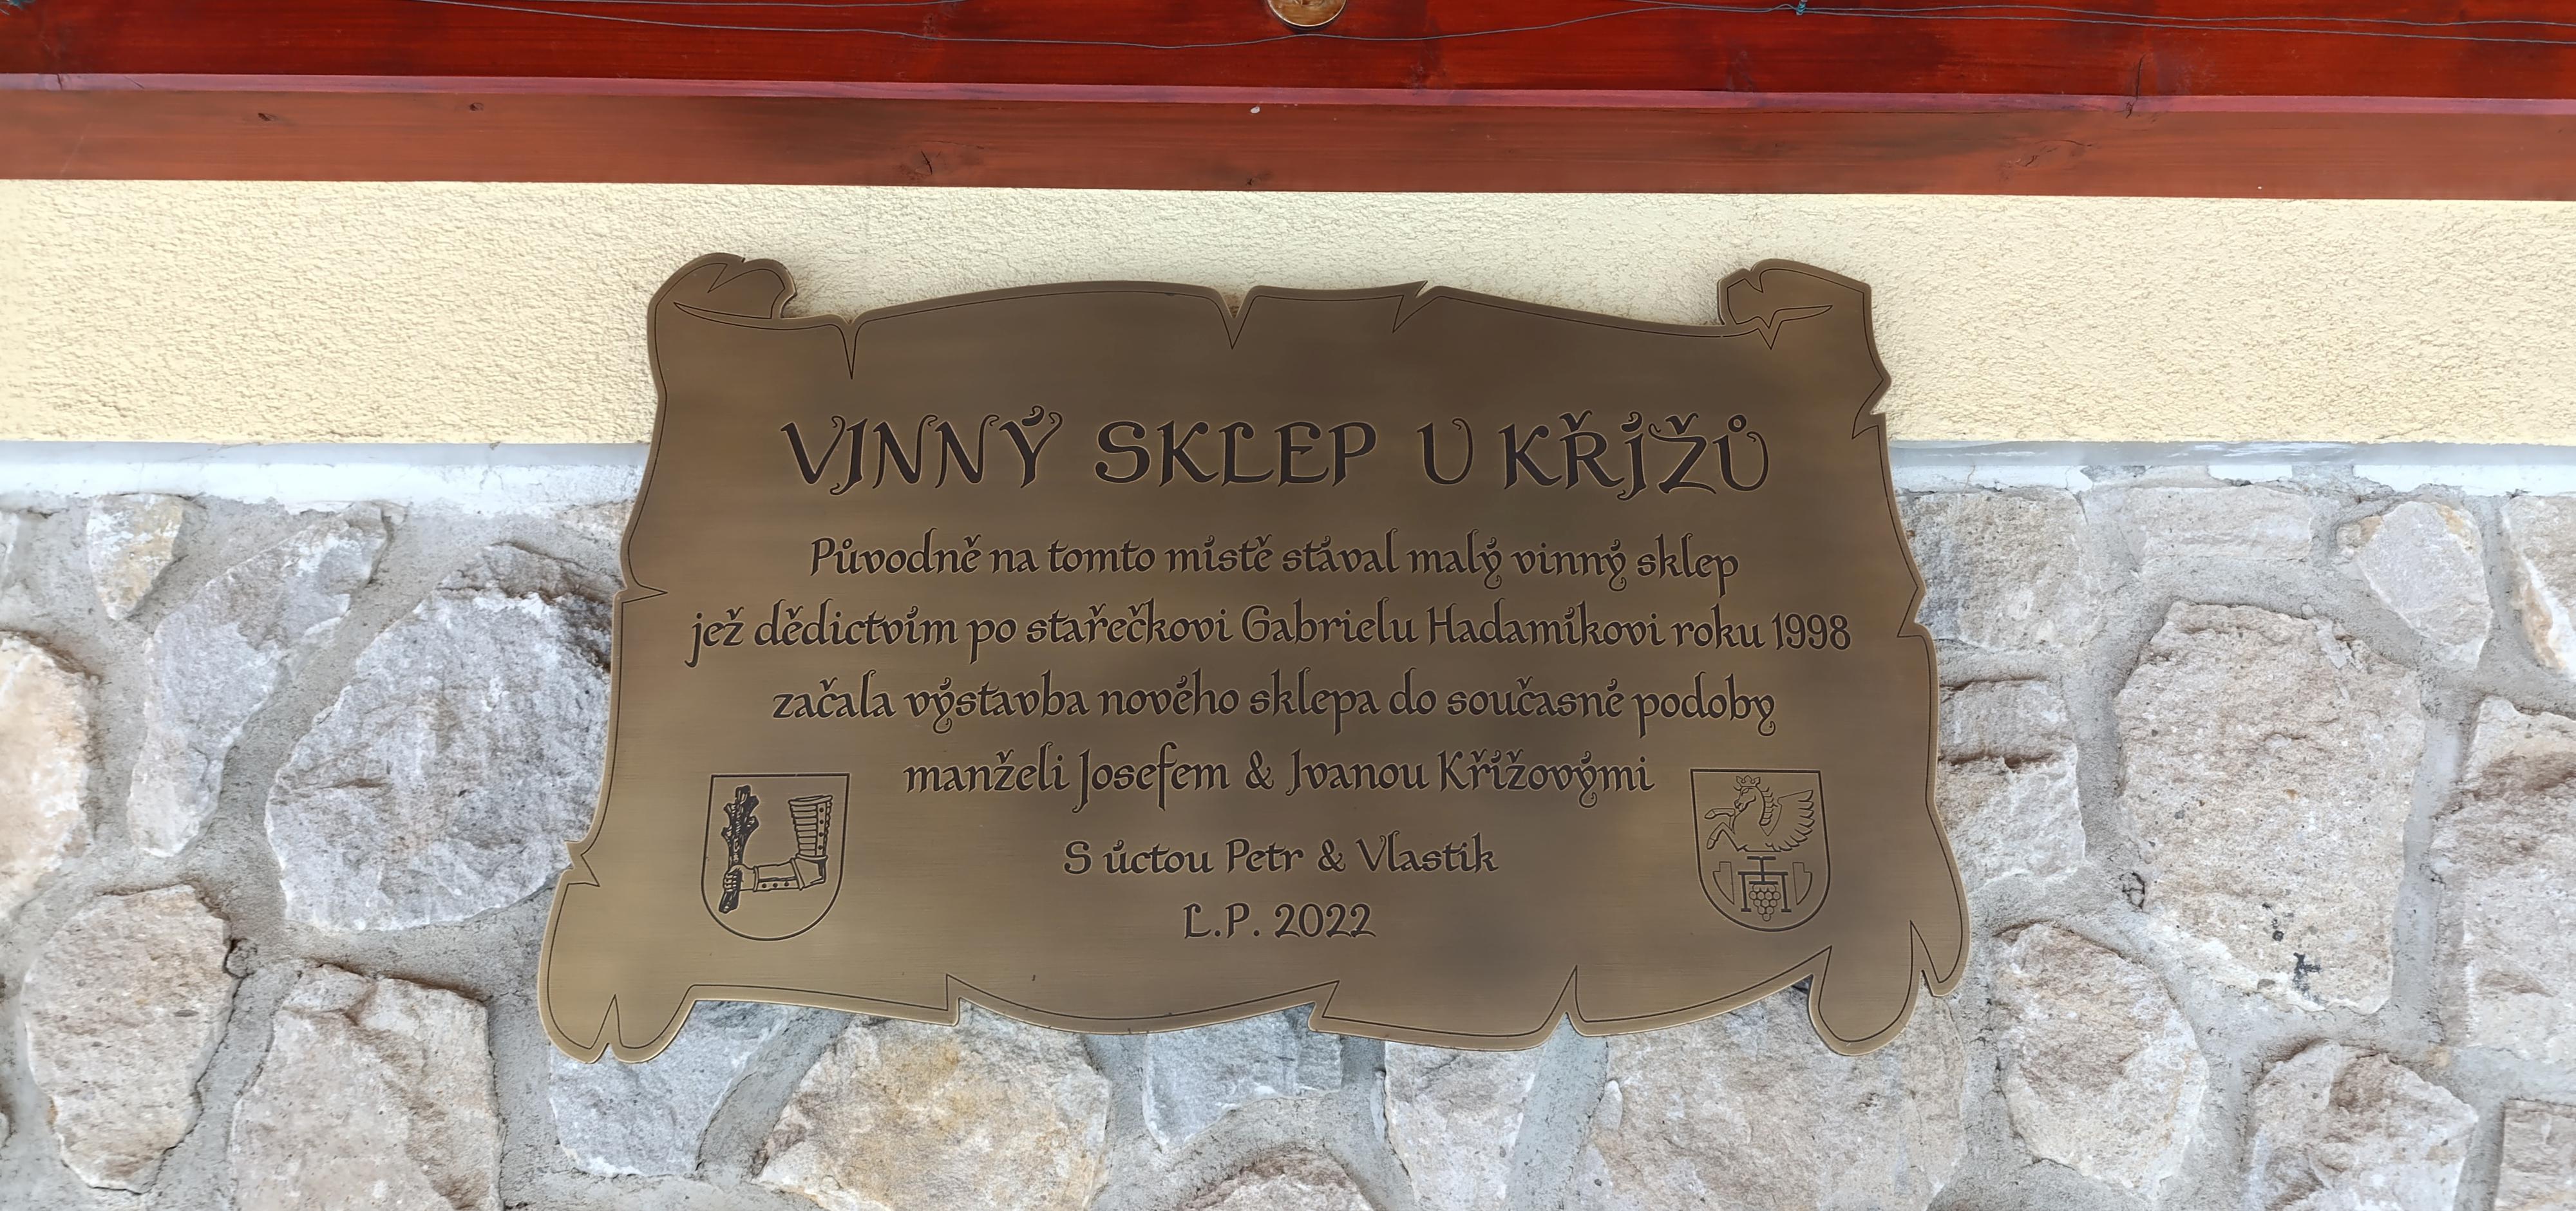 VINNÝ SKLEP U KŘÍŽŮ
Původně na tomto místě stával malý vinný sklep
jež dědictvím po stařečkovi Gabrielu Hadamíkovi roku 1998
začala výstavba nového sklepa do současné podoby
manželi Josefem & Ivanou Křížovými
S úctou Petr & Vlastik
L.P. 2022